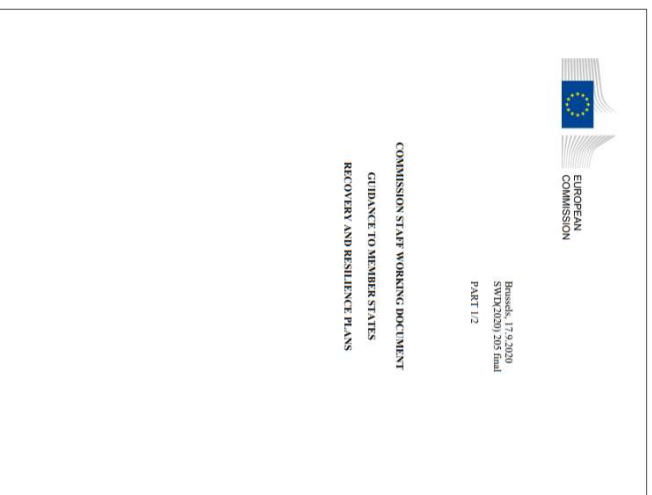 EUROPEAN
COMMISSION
Brussels, 17.9.2020
SWD(2020) 205 final
PART 1/2
COMMISSION STAFF WORKING DOCUMENT
GUIDANCE TO MEMBER STATES
RECOVERY AND RESILIENCE PLANS